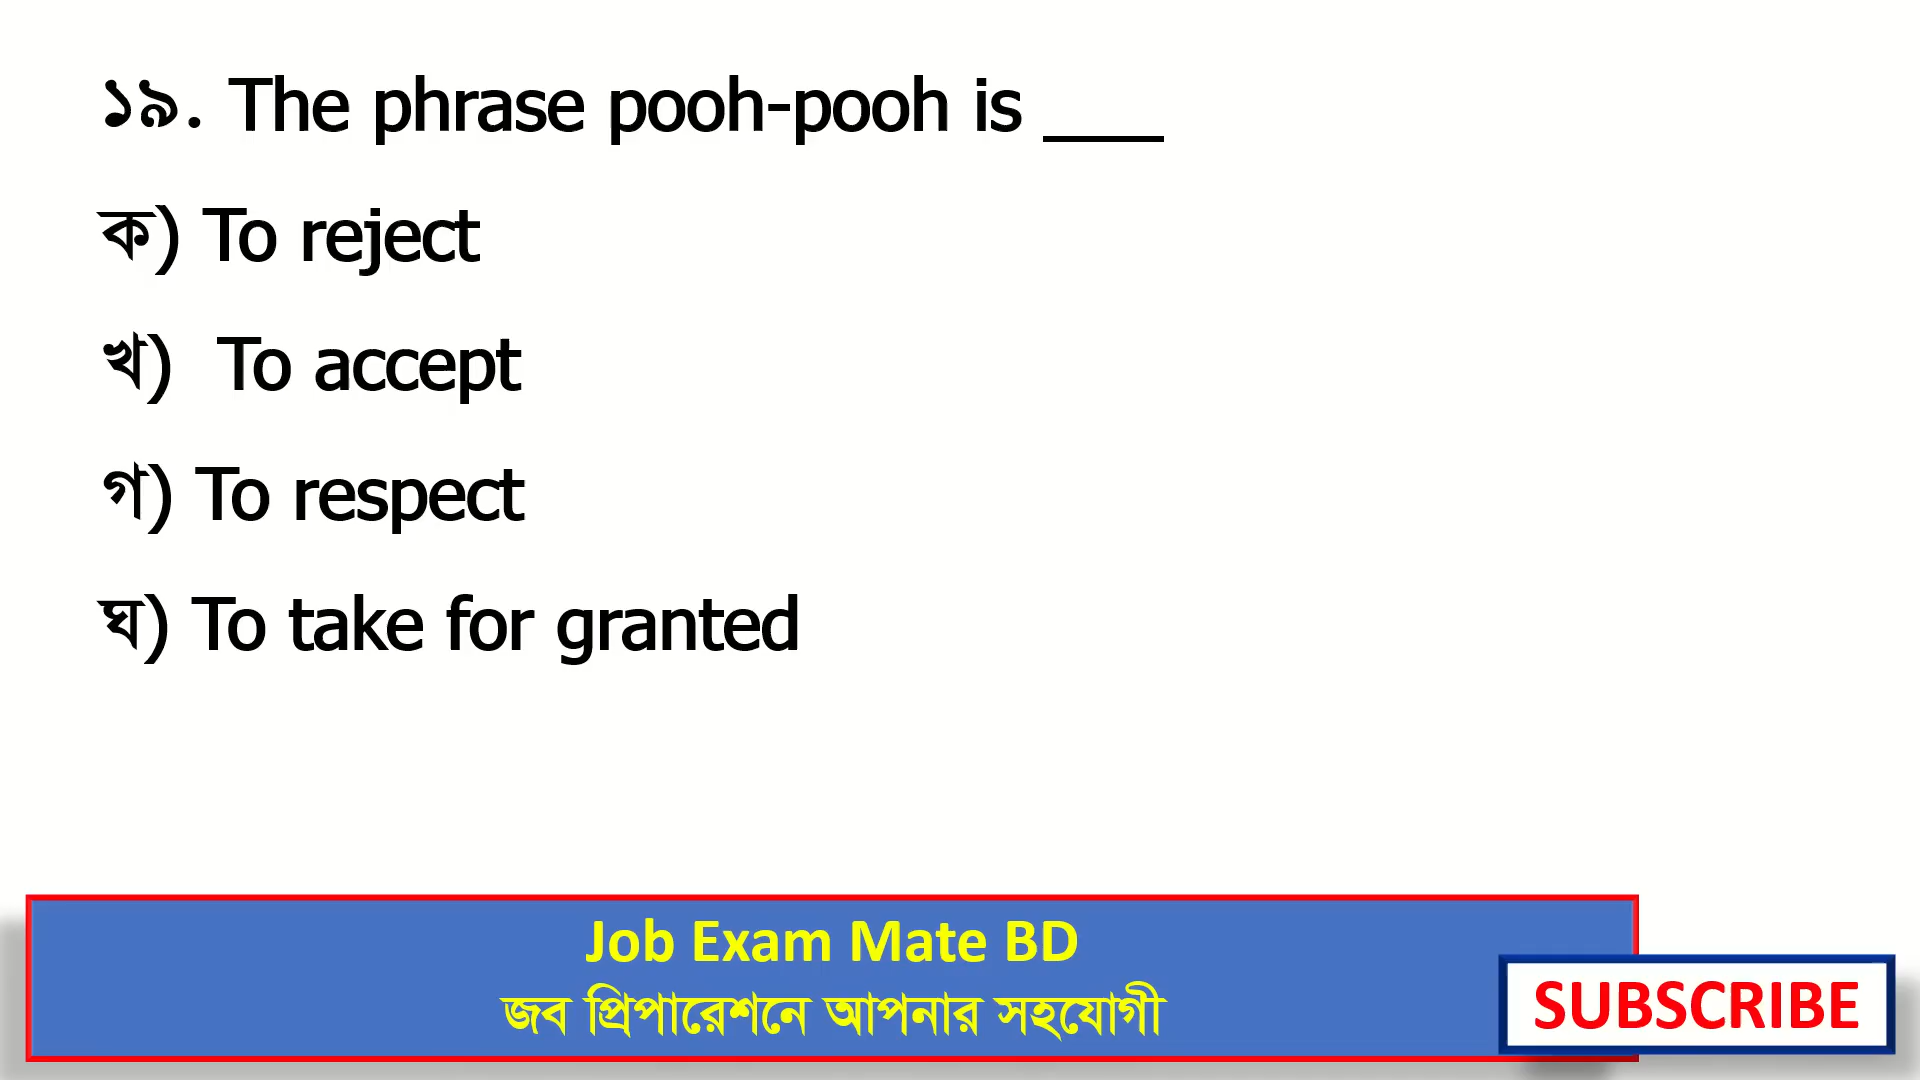 ১৯. The phrase pooh-pooh is ___
ক) To reject
খ) To accept
গ) To respect
ঘ) To take for granted
Job Exam Mate BD
জব প্রিপারেশনে আপনার সহযোগী
SUBSCRIBE